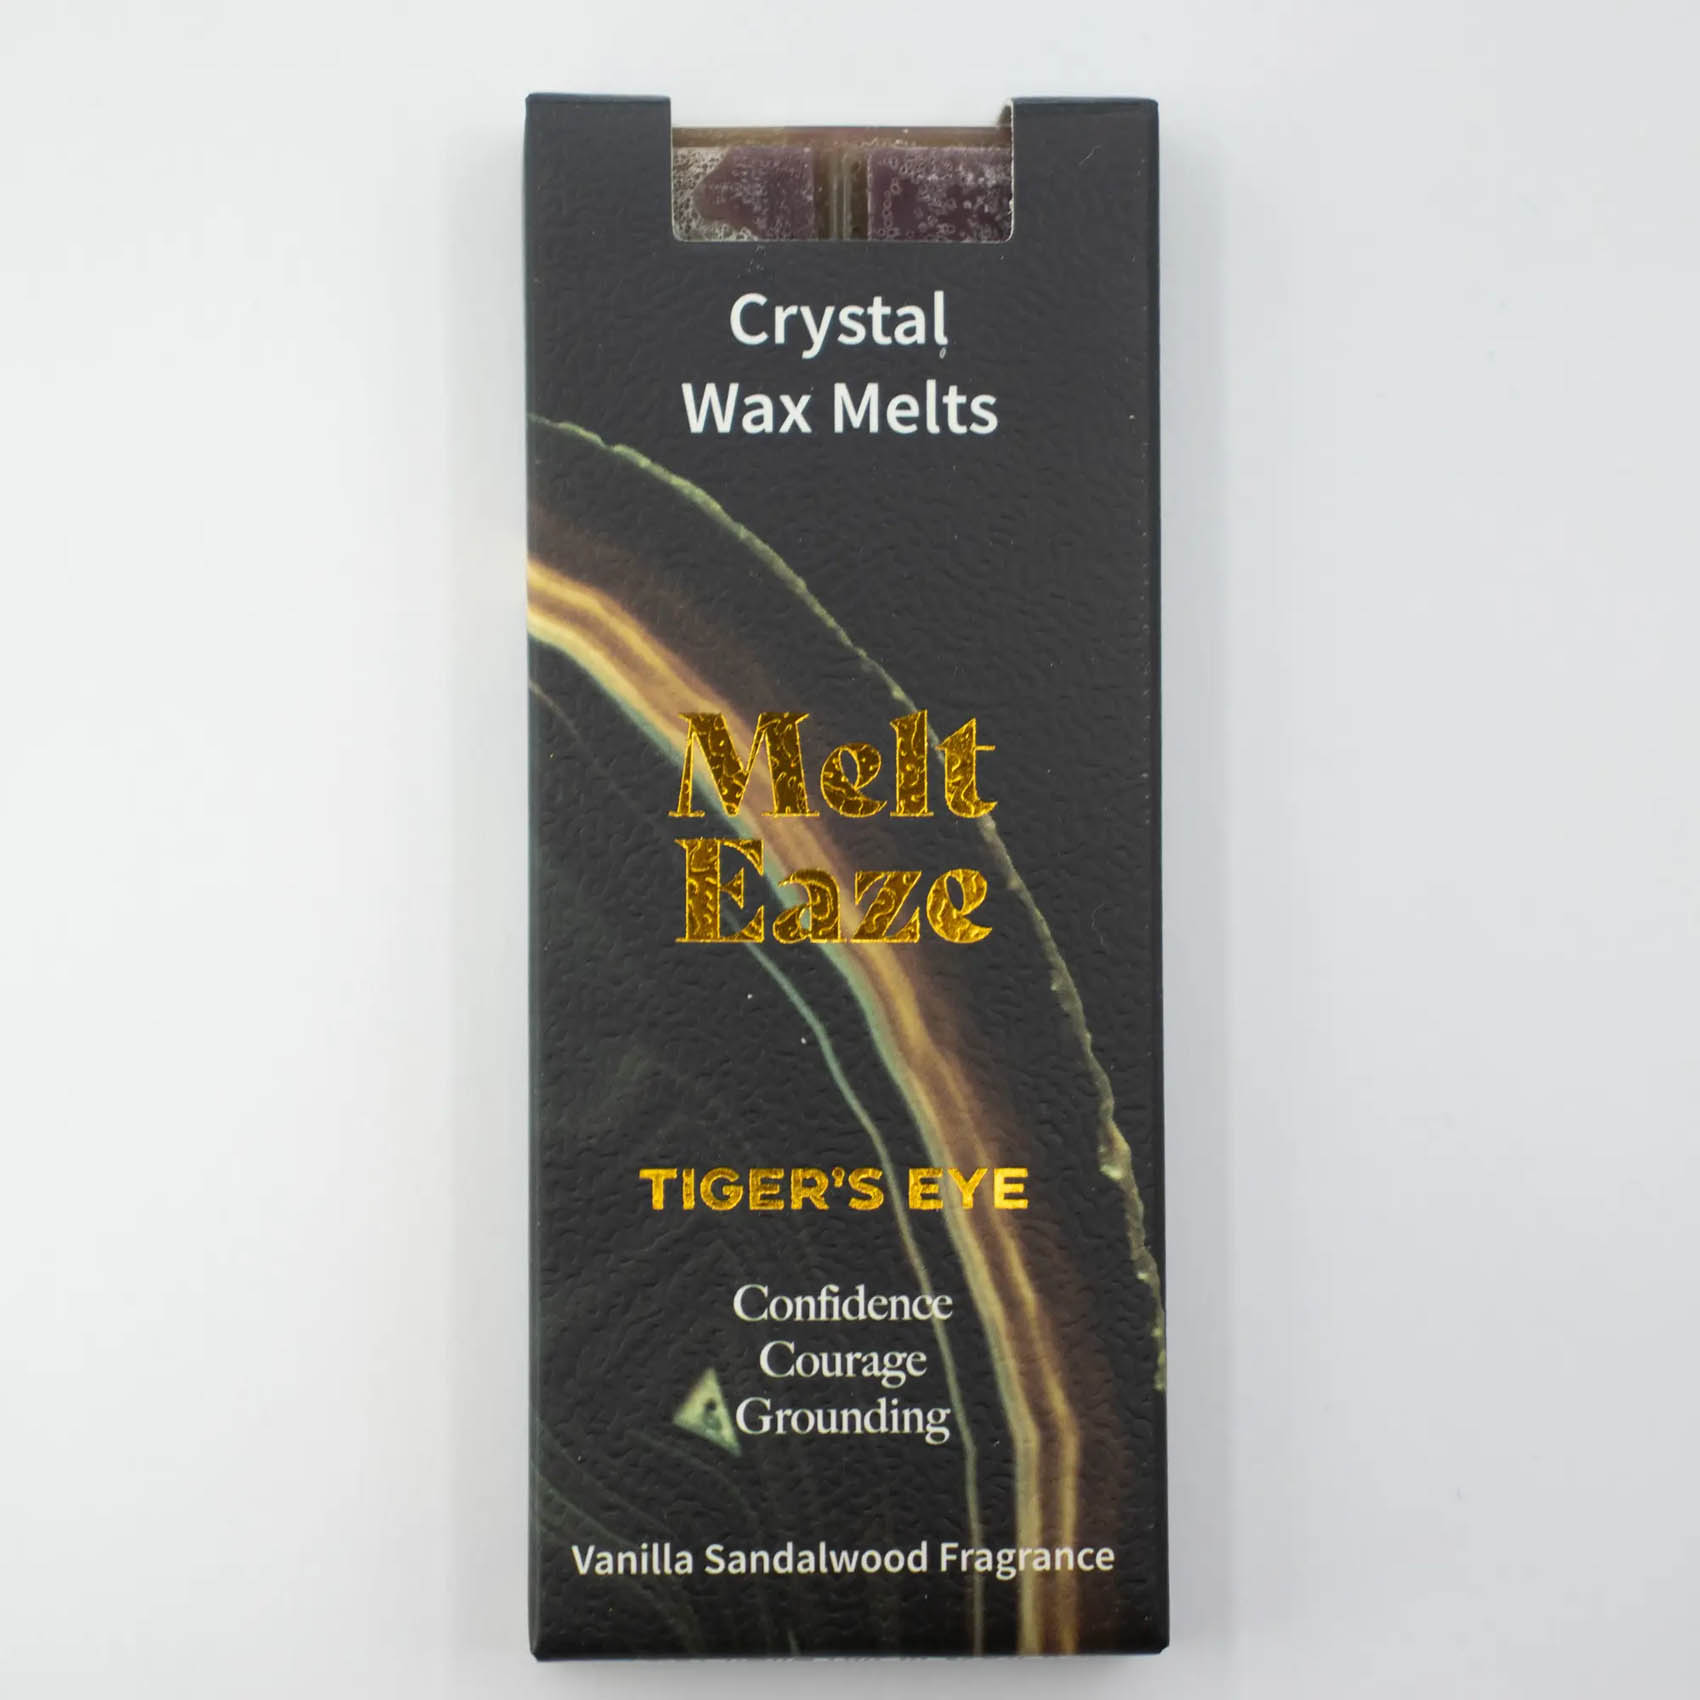 Crystal
Wax Melts
Melt
Eaze
TIGER'S EYE
Confidence
Courage
Grounding
Vanilla Sandalwood Fragrance